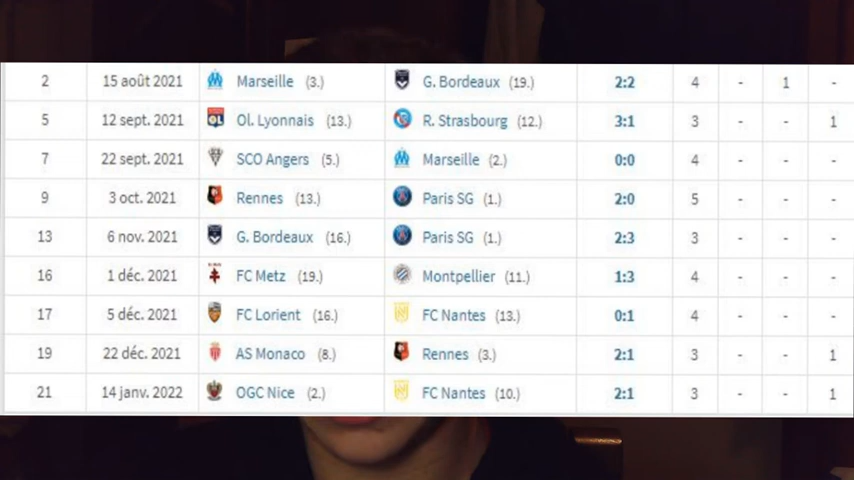 2 15 août 2021 Marseille (3.) G. Bordeaux (19.) 2:2 4 - 1 -
5 12 sept. 2021 Ol. Lyonnais (13.) R. Strasbourg (12.) 3:1 3 - - 1
7 22 sept. 2021 SCO Angers (5.) Marseille (2.) 0:0 4 - - -
9 3 oct. 2021 Rennes (13.) Paris SG (1.) 2:0 5 - - -
13 6 nov. 2021 G. Bordeaux (16.) Paris SG (1.) 2:3 3 - - -
16 1 déc. 2021 FC Metz (19.) Montpellier (11.) 1:3 4 - - -
17 5 déc. 2021 FC Lorient (16.) FC Nantes (13.) 0:1 4 - - -
19 22 déc. 2021 AS Monaco (8.) Rennes (3.) 2:1 3 - - 1
21 14 janv. 2022 OGC Nice (2.) FC Nantes (10.) 2:1 3 - - 1